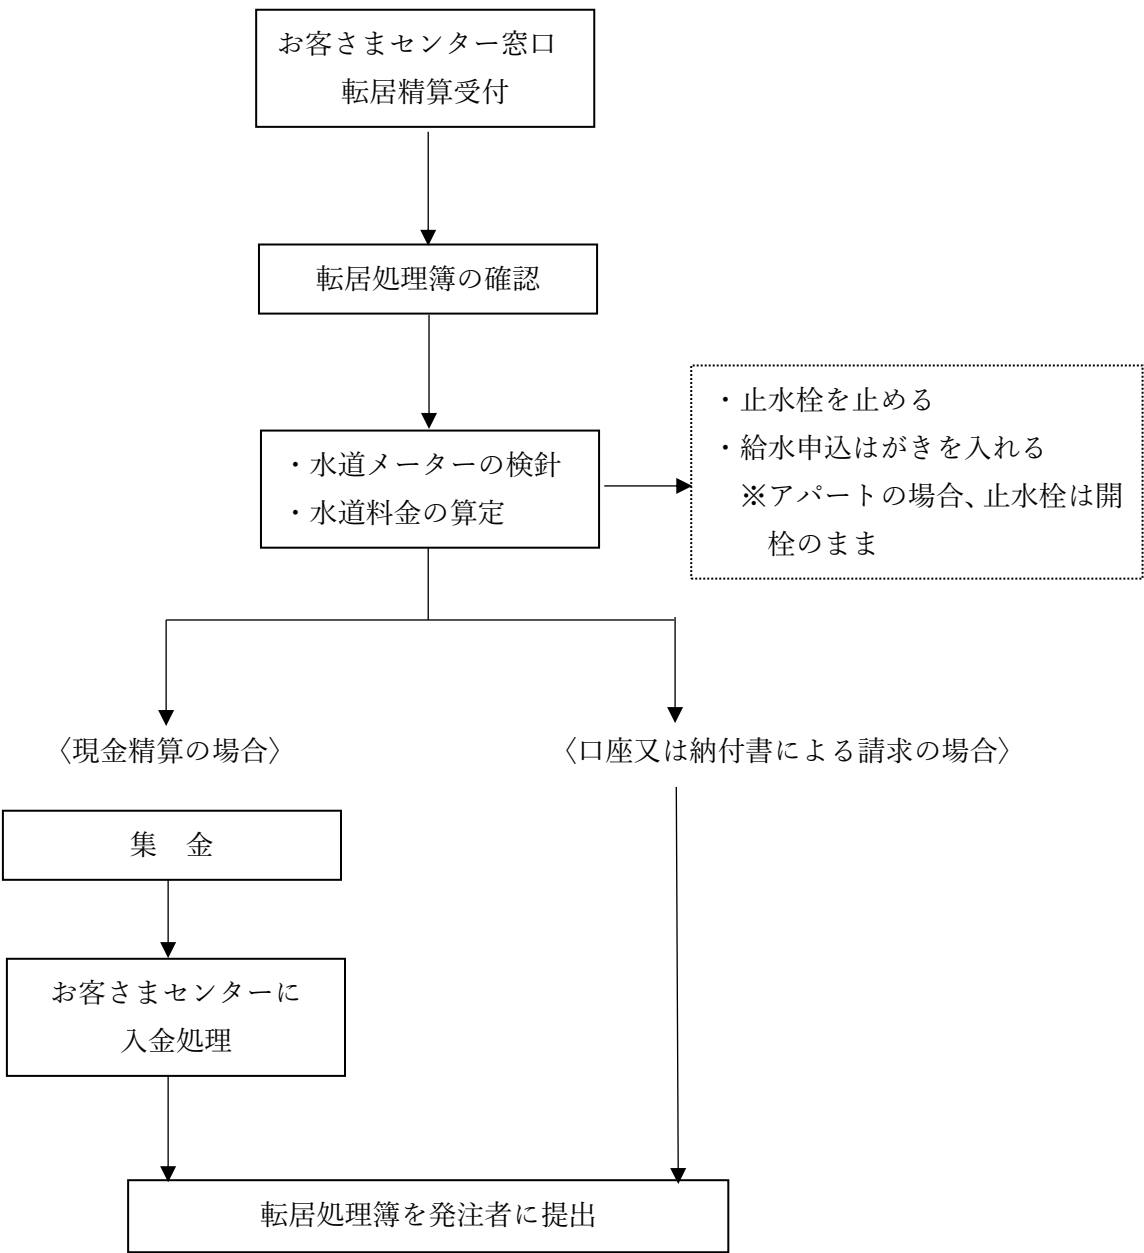 お客さまセンター窓口
転居精算受付
転居処理簿の確認
・水道メーターの検針
・水道料金の算定
・止水栓を止める
・給水申込はがきを入れる
※アパートの場合、止水栓は開
栓のまま
〈現金精算の場合〉
〈口座又は納付書による請求の場合〉
集　金
お客さまセンターに
入金処理
転居処理簿を発注者に提出